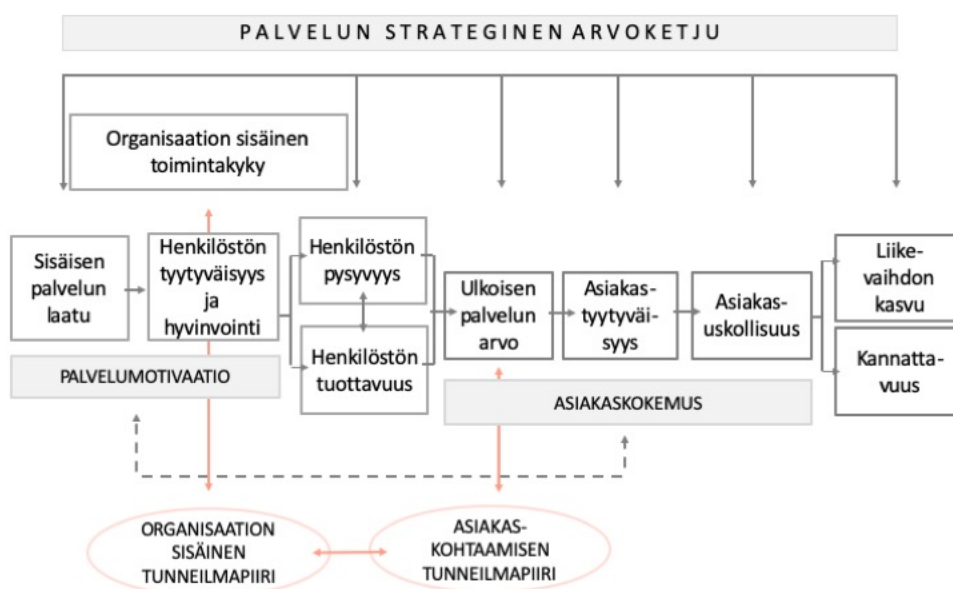 PALVELUN STRATEGINEN ARVOKETJU
Organisaation sisäinen
toimintakyky
Sisäisen
palvelun
laatu
Henkilöstön
tyytyväisyys
ja
hyvinvointi
Henkilöstön
pysyvyys
Henkilöstön
tuottavuus
Ulkoisen
palvelun
arvo
Asiakas-
tyytyväi-
syys
Asiakas-
uskollisuus
Liike-
vaihdon
kasvu
Kannatta-
vuus
PALVELUMOTIVAATIO
ASIAKASKOKEMUS
ORGANISAATION
SISÄINEN
TUNNEILMAPIIRI
ASIAKAS-
KOHTAAMISEN
TUNNEILMAPIIRI